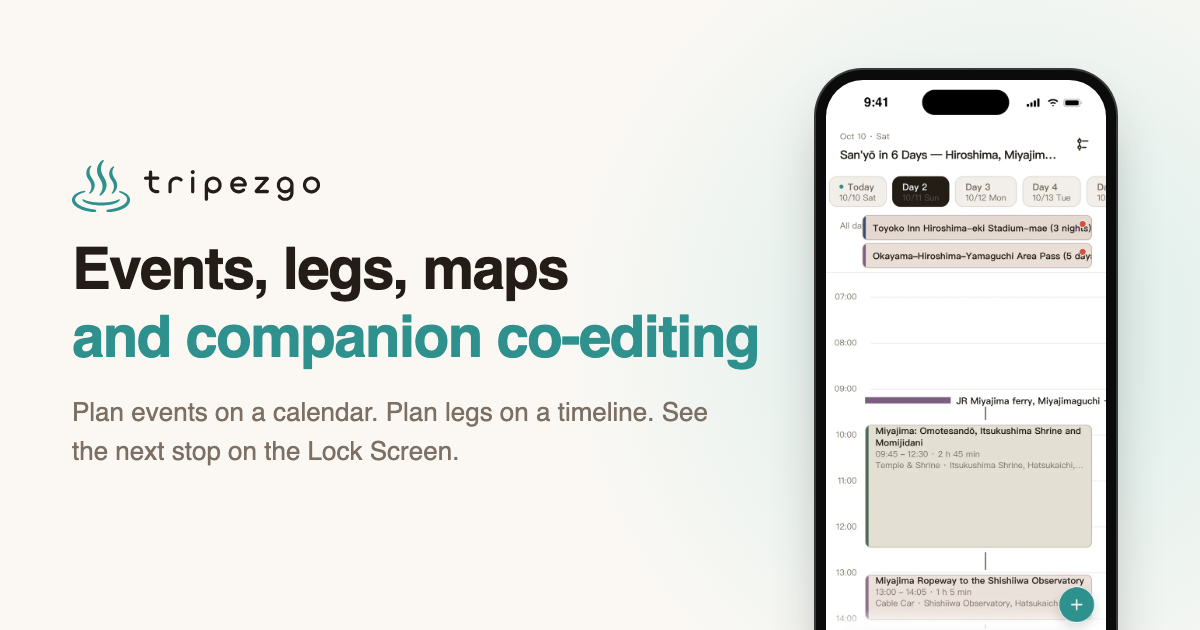 tripezgo
Events, legs, maps
and companion co-editing
Plan events on a calendar. Plan legs on a timeline. See
the next stop on the Lock Screen.
9:41
Oct 10 · Sat
San'yō in 6 Days — Hiroshima, Miyajim...
Today
10/10 Sat
Day 2
10/11 Sun
Day 3
10/12 Mon
Day 4
10/13 Tue
All da
Toyoko Inn Hiroshima-eki Stadium-mae (3 nights)
Okayama-Hiroshima-Yamaguchi Area Pass (5 day
07:00
08:00
09:00
JR Miyajima ferry, Miyajimaguchi
10:00
Miyajima: Omotesandō, Itsukushima Shrine and
Momijidani
09:45 – 12:30 · 2 h 45 min
Temple & Shrine · Itsukushima Shrine, Hatsukaichi,...
11:00
12:00
13:00
Miyajima Ropeway to the Shishiiwa Observatory
13:00 – 14:05 · 1 h 5 min
Cable Car · Shishiiwa Observatory, Hatsukaich
14:00